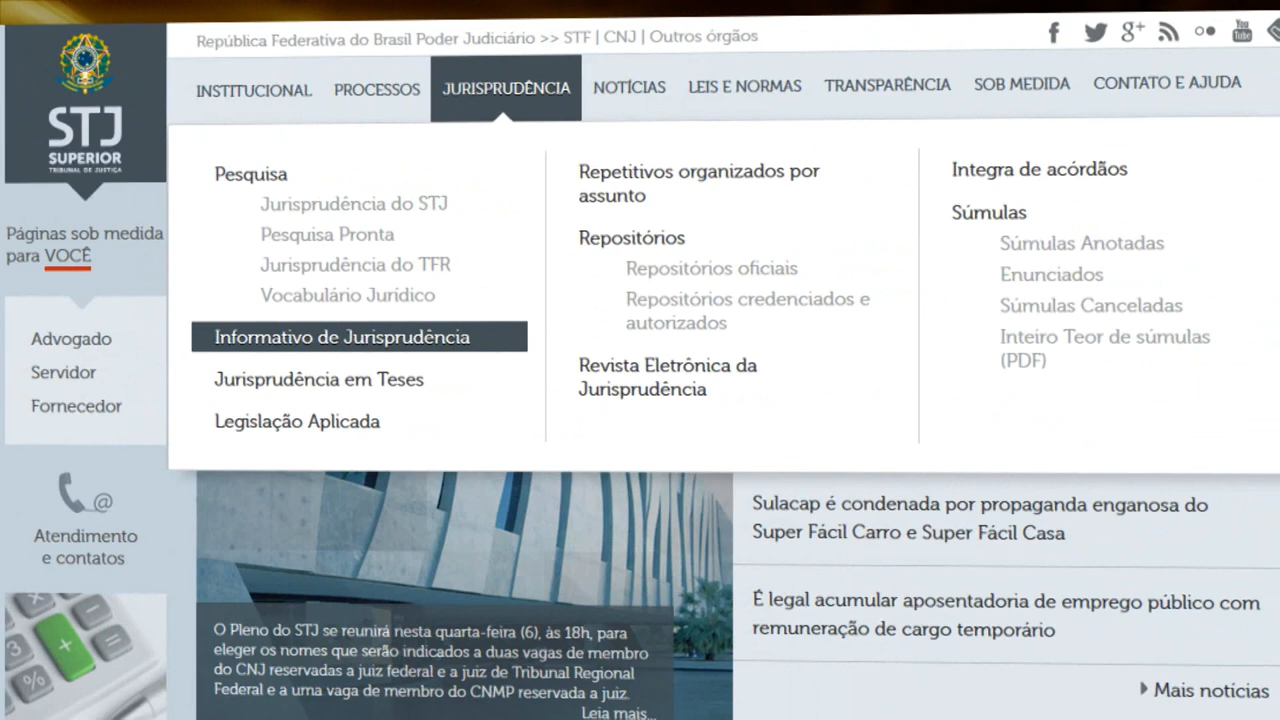 República Federativa do Brasil Poder Judiciário >> STF | CNJ | Outros órgãos
g+
You
Tube
STJ
SUPERIOR
TRIBUNAL DE JUSTIÇA
INSTITUCIONAL PROCESSOS JURISPRUDÊNCIA NOTÍCIAS LEIS E NORMAS TRANSPARÊNCIA SOB MEDIDA CONTATO E AJUDA
Páginas sob medida
para VOCÊ
Advogado
Servidor
Fornecedor
@
Atendimento
e contatos
Pesquisa
Jurisprudência do STJ
Pesquisa Pronta
Jurisprudência do TFR
Vocabulário Jurídico
Informativo de Jurisprudência
Jurisprudência em Teses
Legislação Aplicada
Repetitivos organizados por
assunto
Repositórios
Repositórios oficiais
Repositórios credenciados e
autorizados
Revista Eletrônica da
Jurisprudência
Integra de acórdãos
Súmulas
Súmulas Anotadas
Enunciados
Súmulas Canceladas
Inteiro Teor de súmulas
(PDF)
O Pleno do STJ se reunirá nesta quarta-feira (6), às 18h, para
eleger os nomes que serão indicados a duas vagas de membro
do CNJ reservadas a juiz federal e a juiz de Tribunal Regional
Federal e a uma vaga de membro do CNMP reservada a juiz.
Leia mais...
Sulacap é condenada por propaganda enganosa do
Super Fácil Carro e Super Fácil Casa
É legal acumular aposentadoria de emprego público com
remuneração de cargo temporário
Mais notícias